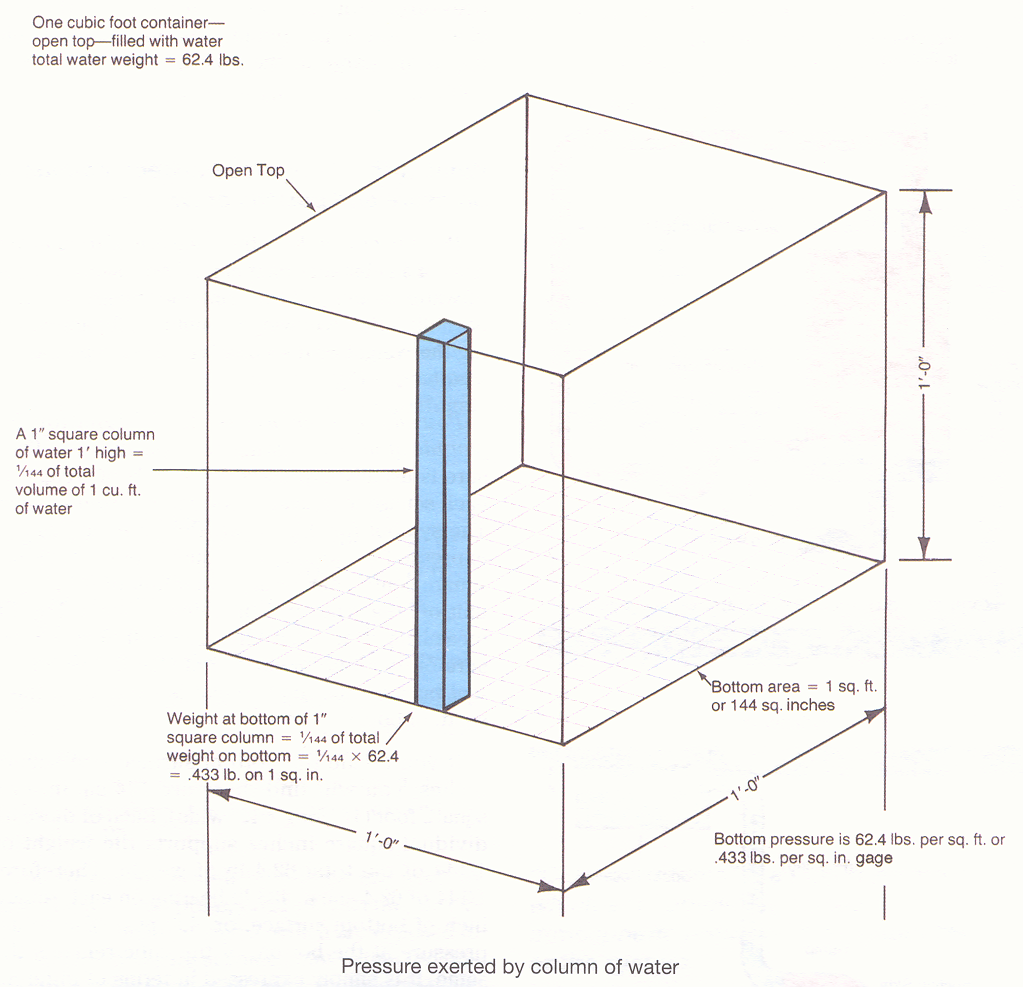 One cubic foot container—
open top—filled with water
total water weight = 62.4 lbs.
Open Top
1′-0″
A 1″ square column
of water 1′ high =
1/144 of total
volume of 1 cu. ft.
of water
Bottom area = 1 sq. ft.
or 144 sq. inches
Weight at bottom of 1″
square column = 1/144 of total
weight on bottom = 1/144 × 62.4
= .433 lb. on 1 sq. in.
1′-0″
1′-0″
Bottom pressure is 62.4 lbs. per sq. ft. or
.433 lbs. per sq. in. gage
Pressure exerted by column of water